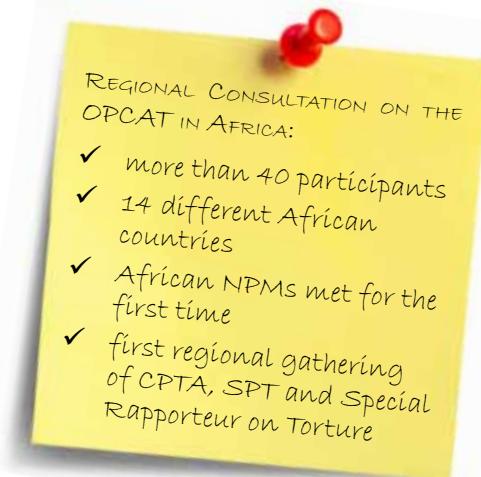 REGIONAL CONSULTATION ON THE
OPCAT IN AFRICA:
✓ more than 40 participants
✓ 14 different African
countries
✓ African NPMs met for the
first time
✓ first regional gathering
of CPTA, SPT and Special
Rapporteur on Torture